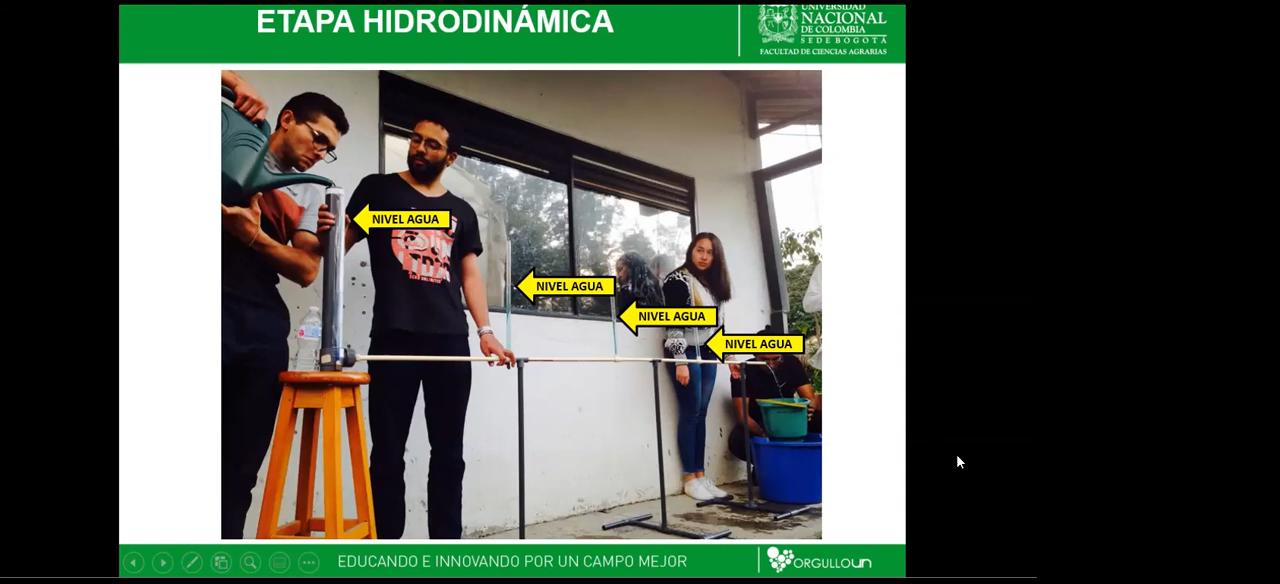 ETAPA HIDRODINÁMICA
UNIVERSIDAD
NACIONAL
DE COLOMBIA
SEDE BOGOTÁ
FACULTAD DE CIENCIAS AGRARIAS
NIVEL AGUA
NIVEL AGUA
NIVEL AGUA
NIVEL AGUA
EDUCANDO E INNOVANDO POR UN CAMPO MEJOR
ORGULLOUN